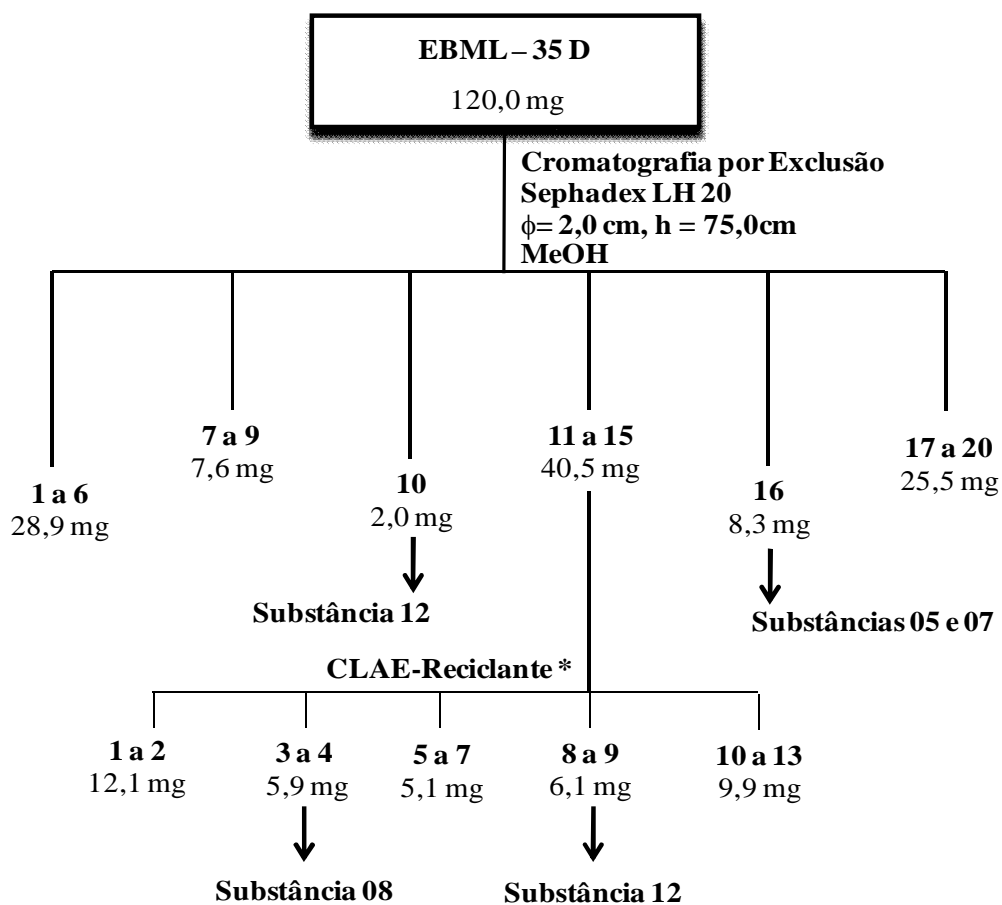 EBML – 35 D
120,0 mg
Cromatografia por Exclusão
Sephadex LH 20
ϕ= 2,0 cm, h = 75,0cm
MeOH
1 a 6
28,9 mg
7 a 9
7,6 mg
10
2,0 mg
11 a 15
40,5 mg
16
8,3 mg
17 a 20
25,5 mg
Substância 12
Substâncias 05 e 07
CLAE-Reciclante *
1 a 2
12,1 mg
3 a 4
5,9 mg
5 a 7
5,1 mg
8 a 9
6,1 mg
10 a 13
9,9 mg
Substância 08
Substância 12